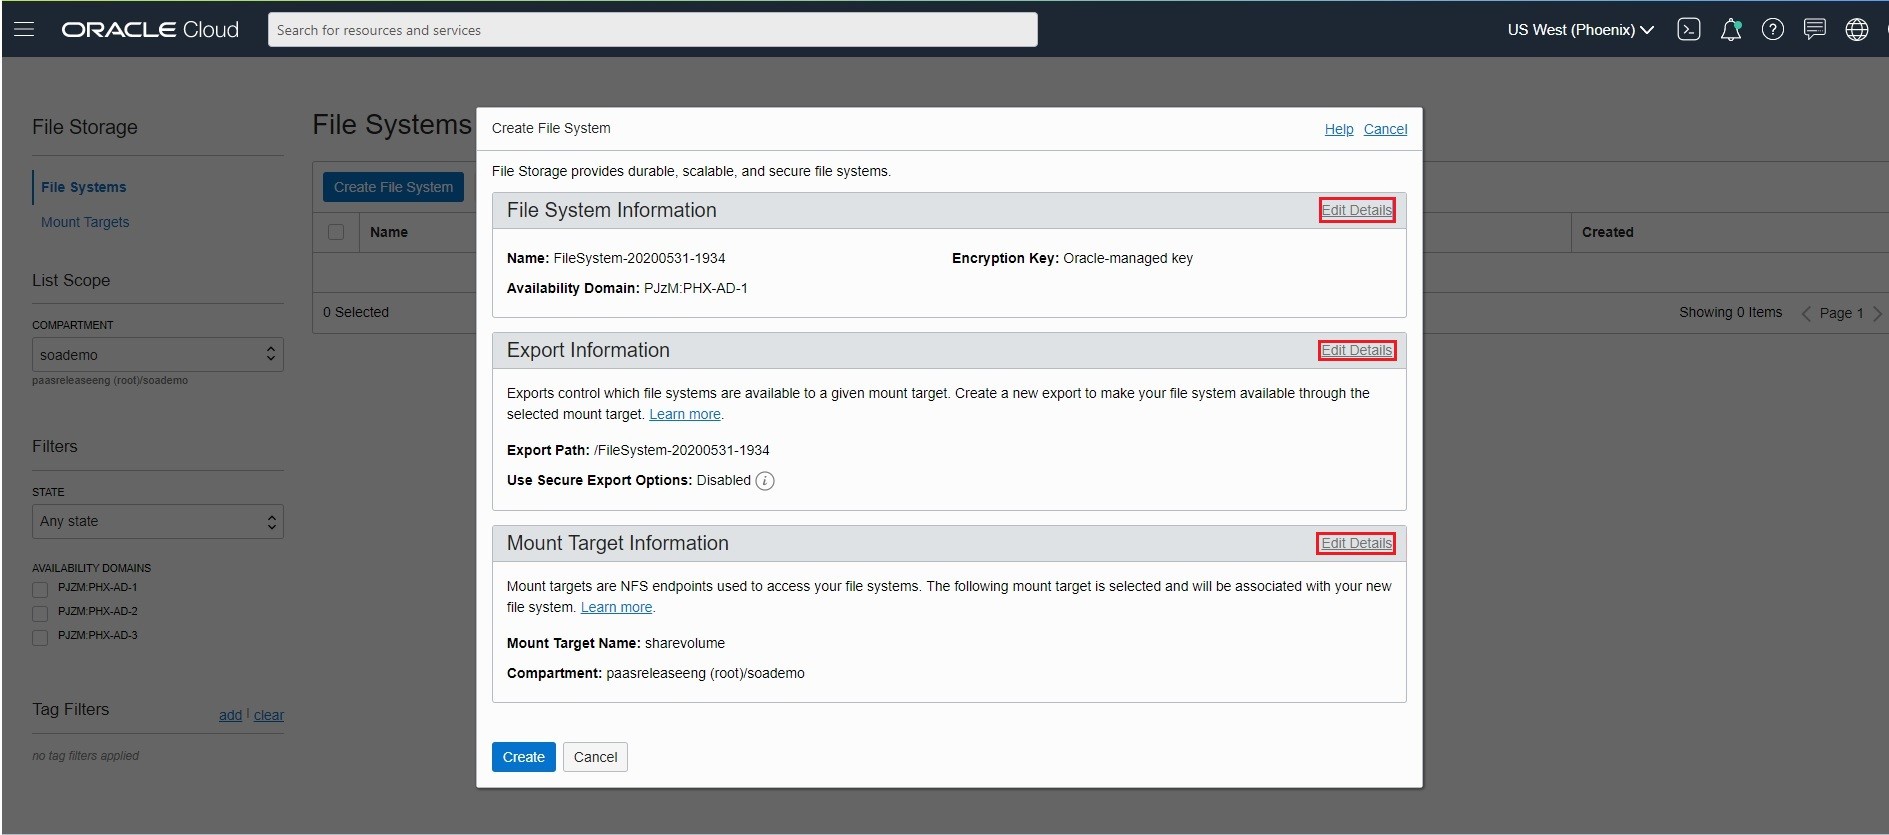 ORACLE Cloud
Search for resources and services
US West (Phoenix)
File Storage
File Systems
Mount Targets
List Scope
COMPARTMENT
soademo
paasreleaseeng (root)/soademo
Filters
STATE
Any state
AVAILABILITY DOMAINS
PJZM:PHX-AD-1
PJZM:PHX-AD-2
PJZM:PHX-AD-3
Tag Filters
add | clear
no tag filters applied
File Systems
Create File System
Name
Created
0 Selected
Showing 0 Items
Page 1
Create File System
Help Cancel
File Storage provides durable, scalable, and secure file systems.
File System Information
Edit Details
Name: FileSystem-20200531-1934
Encryption Key: Oracle-managed key
Availability Domain: PJzM:PHX-AD-1
Export Information
Edit Details
Exports control which file systems are available to a given mount target. Create a new export to make your file system available through the
selected mount target. Learn more.
Export Path: /FileSystem-20200531-1934
Use Secure Export Options: Disabled
Mount Target Information
Edit Details
Mount targets are NFS endpoints used to access your file systems. The following mount target is selected and will be associated with your new
file system. Learn more.
Mount Target Name: sharevolume
Compartment: paasreleaseeng (root)/soademo
Create
Cancel